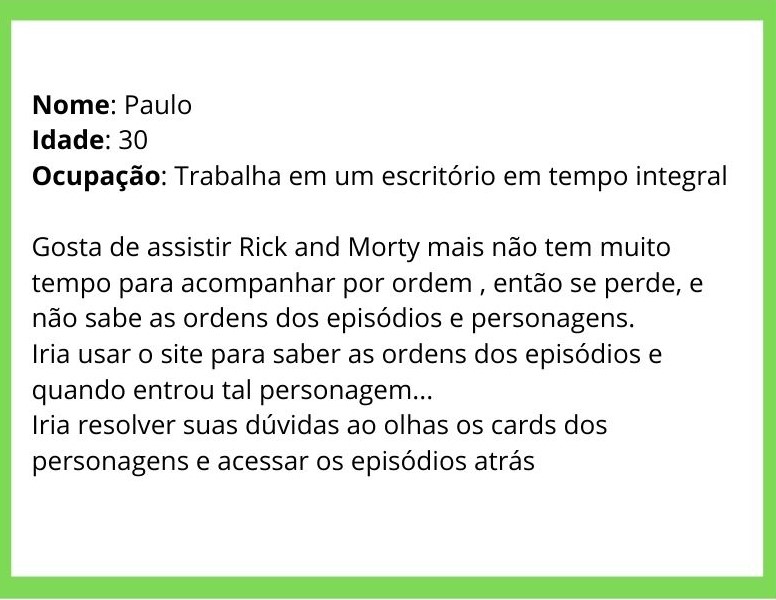 Nome: Paulo
Idade: 30
Ocupação: Trabalha em um escritório em tempo integral
Gosta de assistir Rick and Morty mais não tem muito
tempo para acompanhar por ordem , então se perde, e
não sabe as ordens dos episódios e personagens.
Iria usar o site para saber as ordens dos episódios e
quando entrou tal personagem...
Iria resolver suas dúvidas ao olhas os cards dos
personagens e acessar os episódios atrás